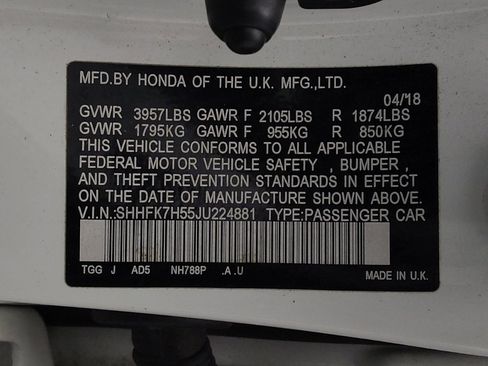 MFD.BY HONDA OF THE U.K. MFG.,LTD.
04/18
GVWR 3957LBS GAWR F 2105LBS R 1874LBS
GVWR 1795KG GAWR F 955KG R 850KG
THIS VEHICLE CONFORMS TO ALL APPLICABLE
FEDERAL MOTOR VEHICLE SAFETY , BUMPER ,
AND THEFT PREVENTION STANDARDS IN EFFECT
ON THE DATE OF MANUFACTURE SHOWN ABOVE.
V.I.N.:SHHFK7H55JU224881 TYPE:PASSENGER CAR
TGG J AD5 NH788P .A .U
MADE IN U.K.